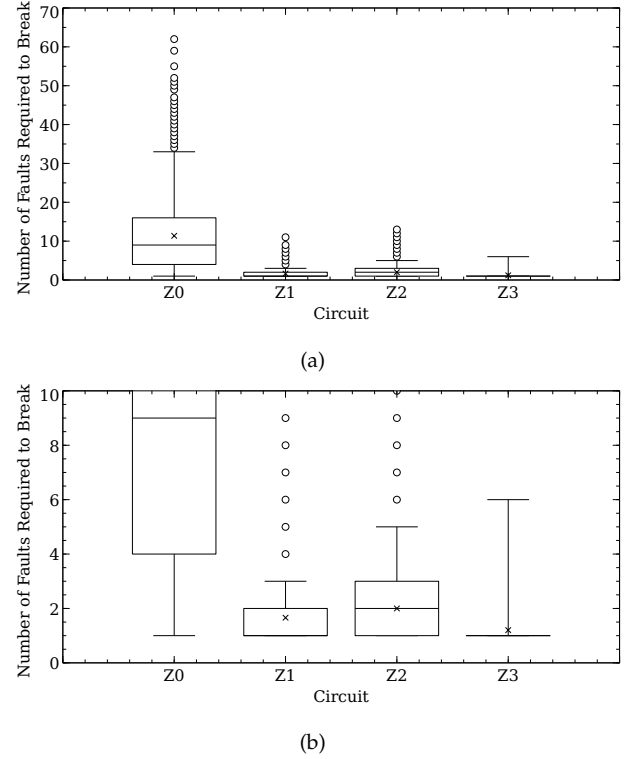 Number of Faults Required to Break
70
60
50
40
30
20
10
0
Z0 Z1 Z2 Z3
Circuit
(a)
Number of Faults Required to Break
10
8
6
4
2
0
Z0 Z1 Z2 Z3
Circuit
(b)